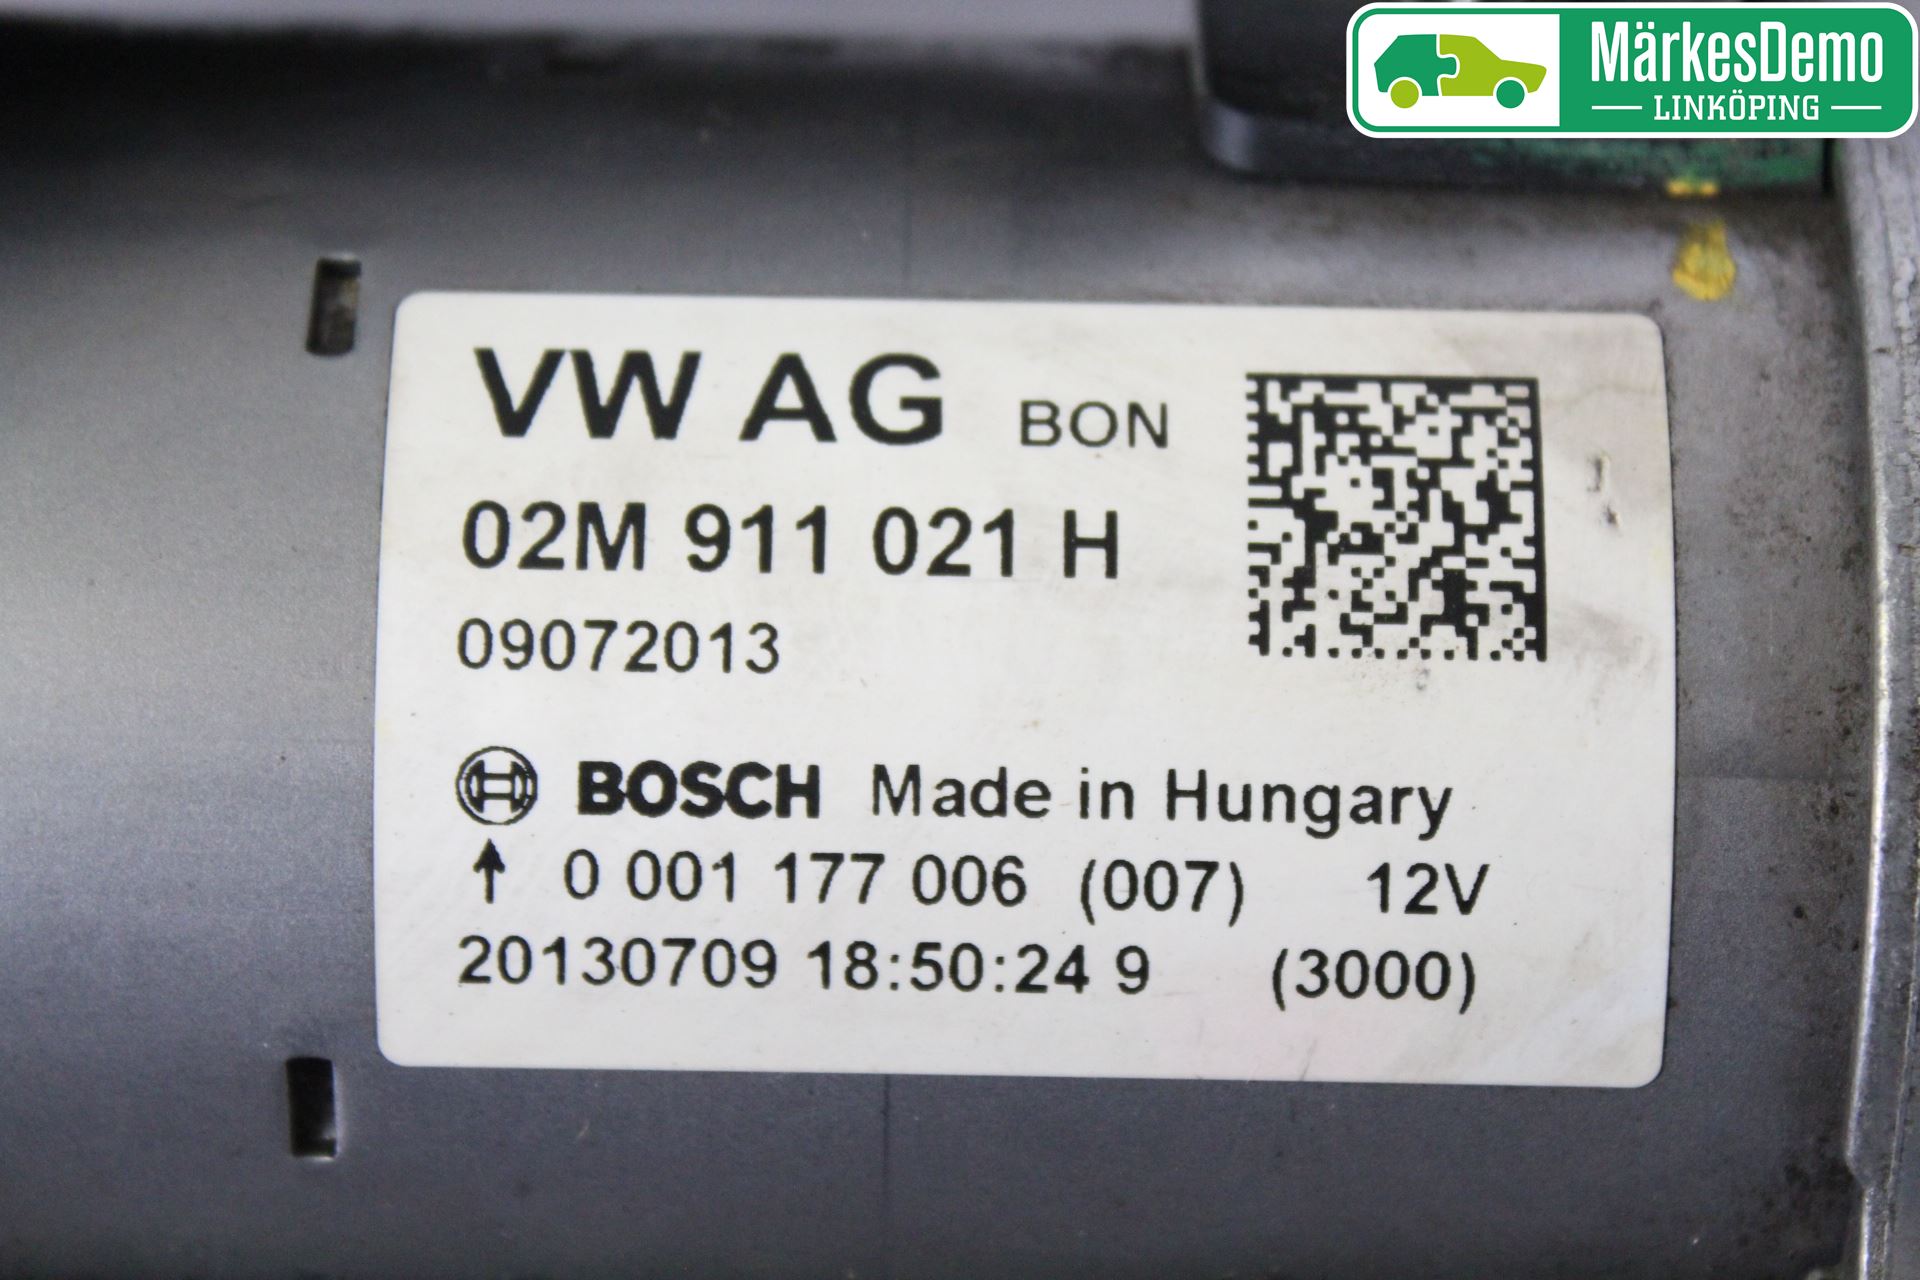 MärkesDemo
LINKÖPING
VW AG BON
02M 911 021 H
09072013
BOSCH Made in Hungary
↑ 0 001 177 006 (007) 12V
20130709 18:50:24 9 (3000)